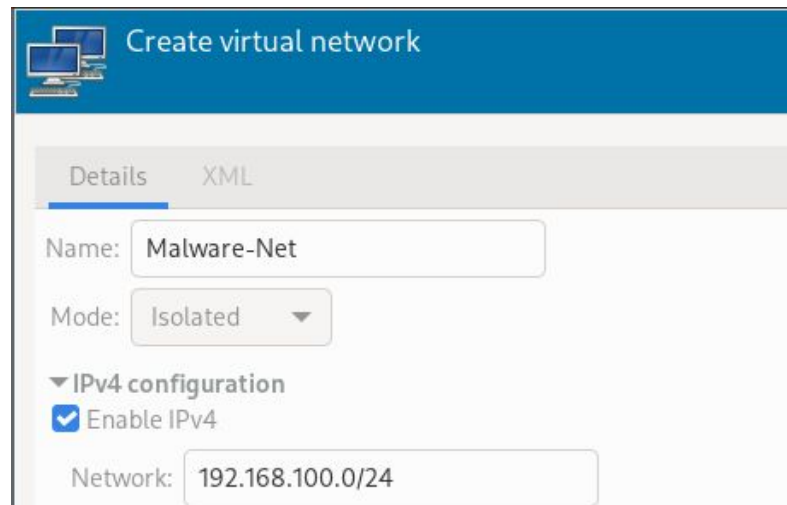 Create virtual network
Details XML
Name: Malware-Net
Mode: Isolated
IPv4 configuration
Enable IPv4
Network: 192.168.100.0/24